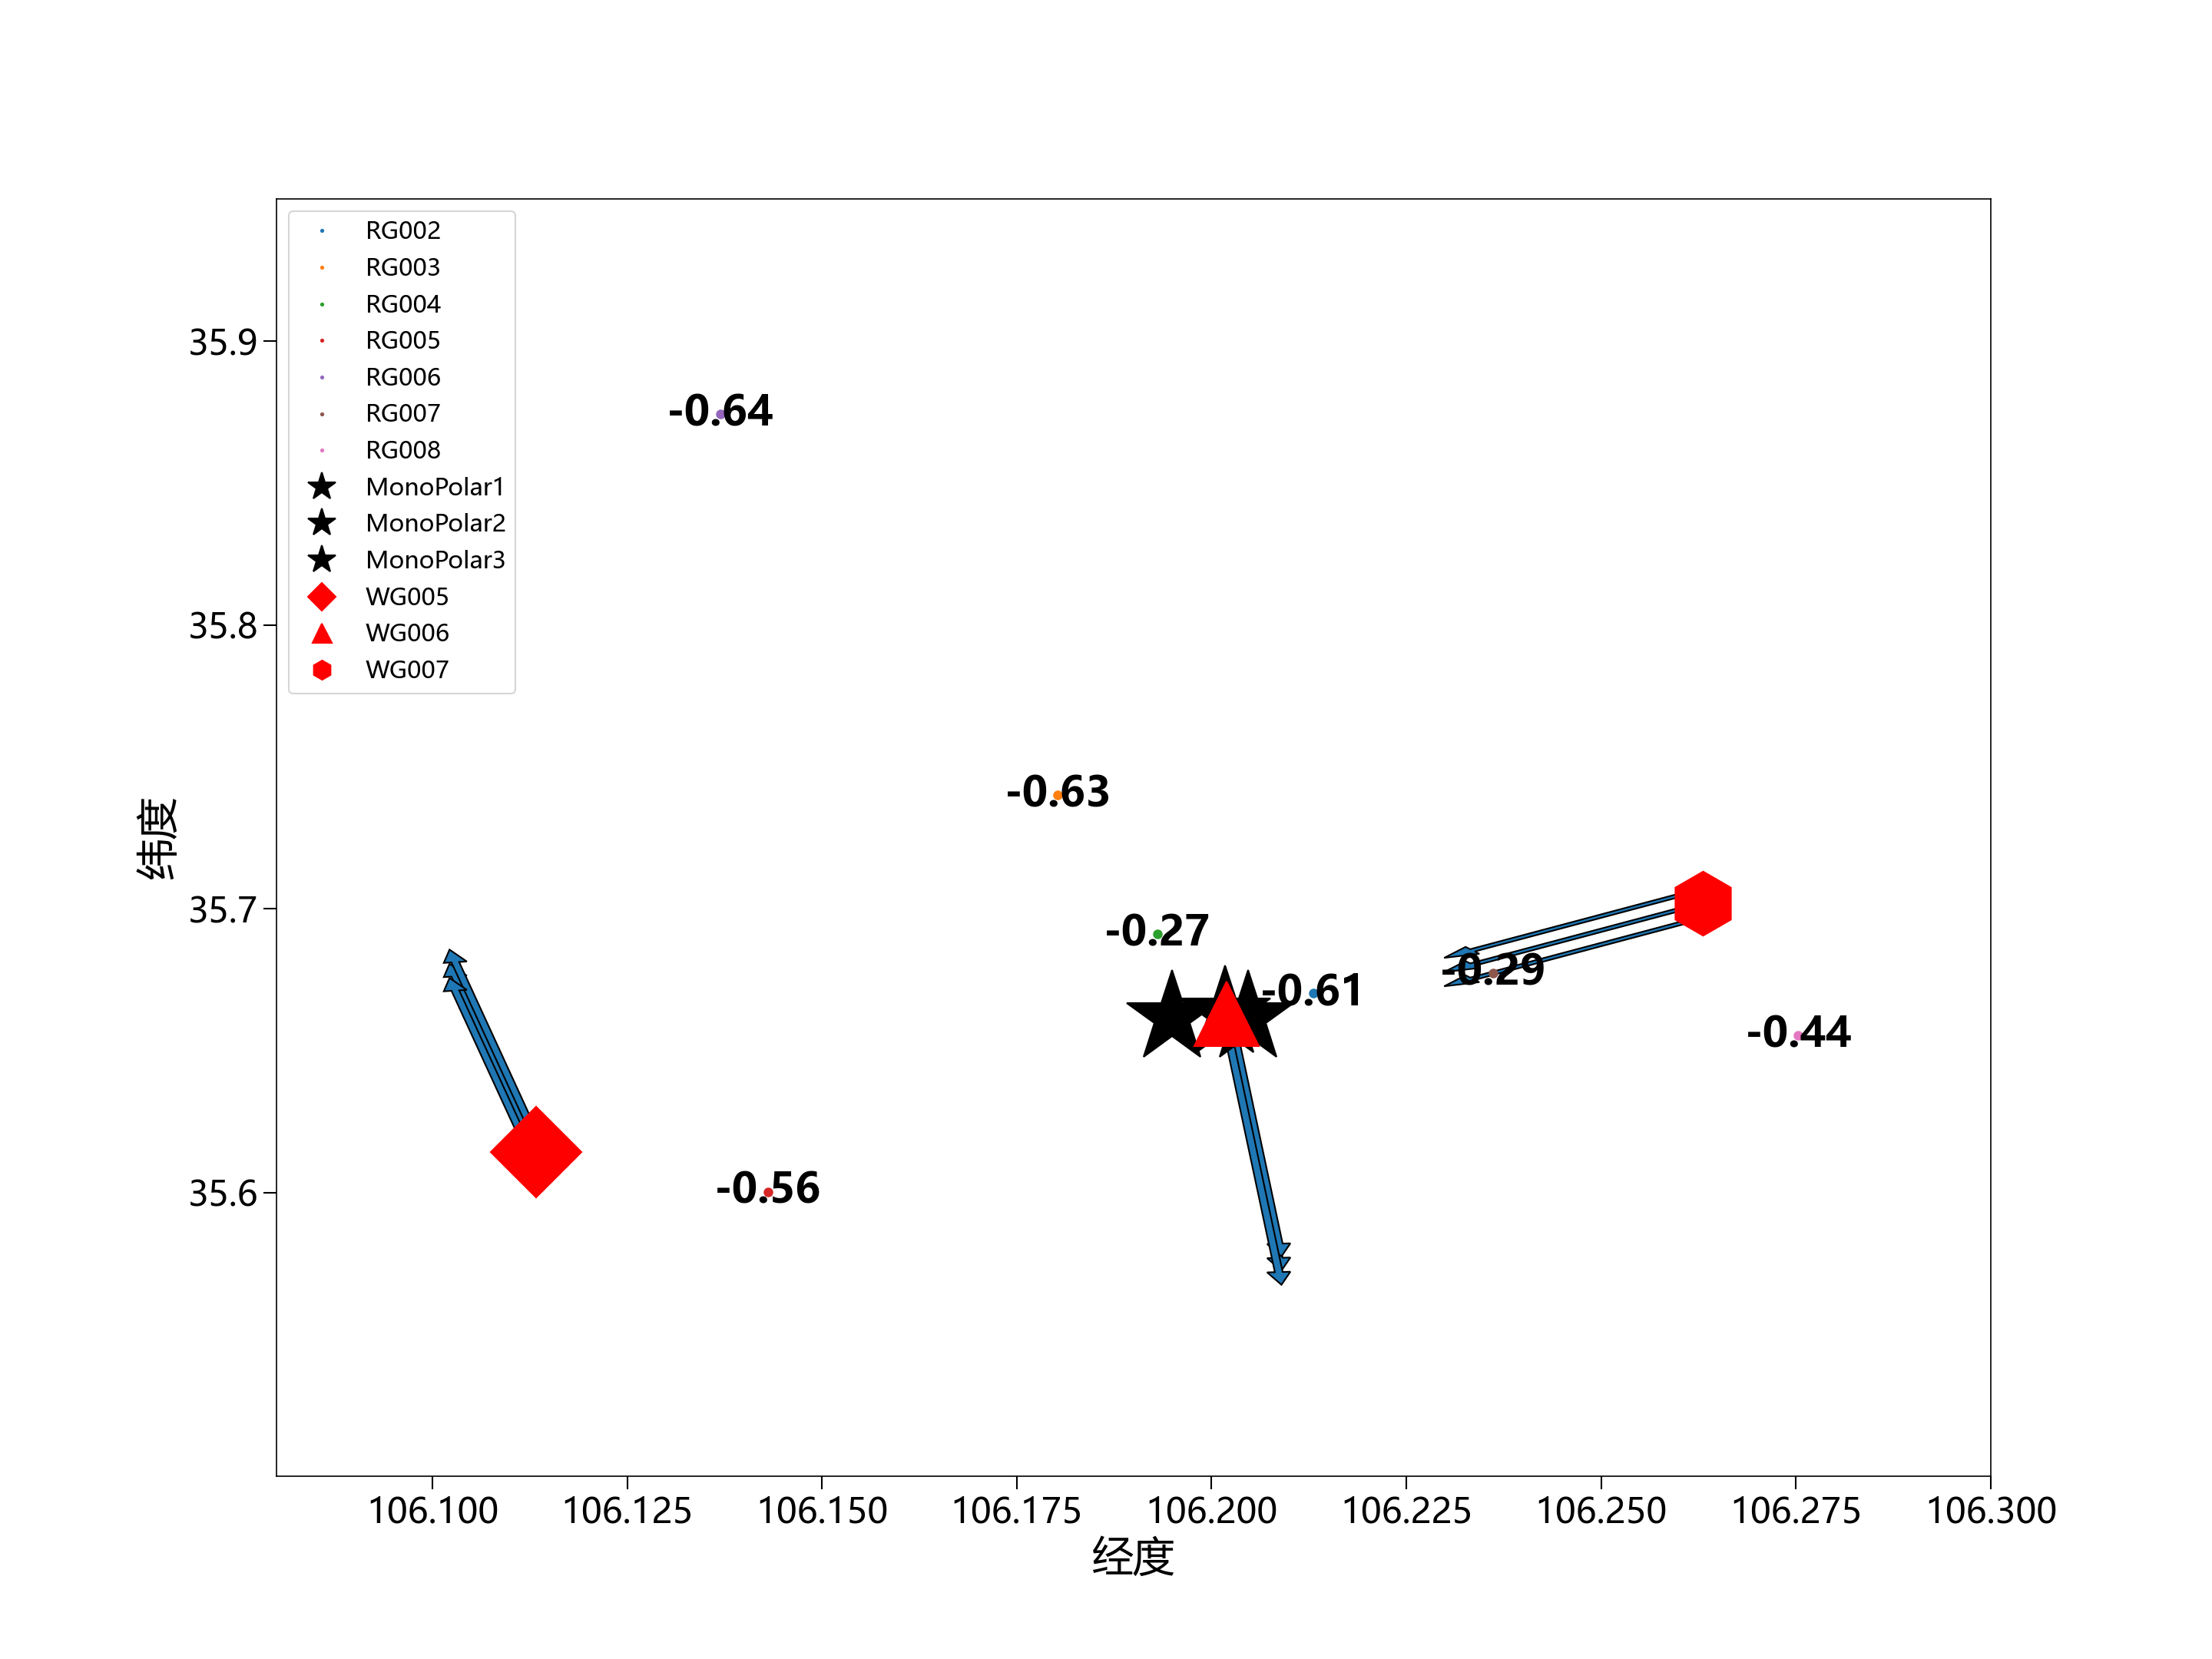 RG002
RG003
RG004
RG005
RG006
RG007
RG008
MonoPolar1
MonoPolar2
MonoPolar3
WG005
WG006
WG007
35.9
35.8
35.7
35.6
纬度
-0.64
-0.63
-0.27
-0.61
-0.29
-0.44
-0.56
106.100
106.125
106.150
106.175
106.200
106.225
106.250
106.275
106.300
经度